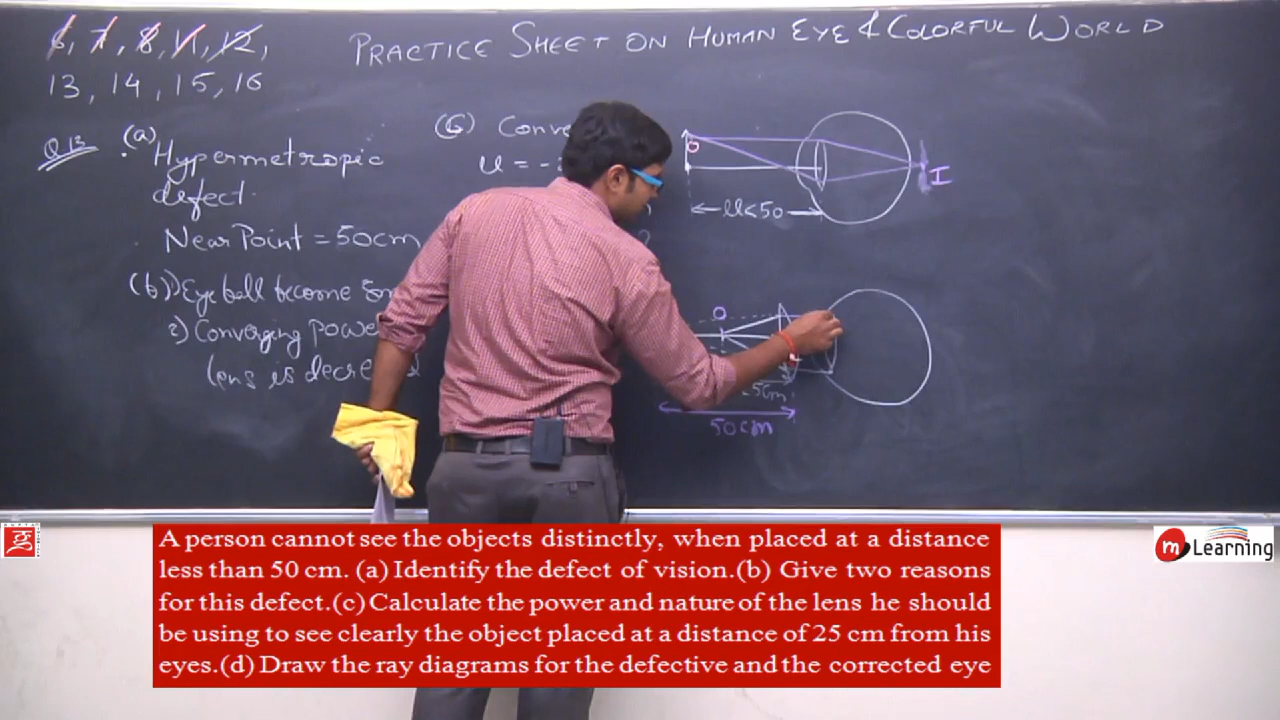 6, 7, 8, 11, 12,
13, 14, 15, 16
PRACTICE SHEET ON HUMAN EYE & COLORFUL WORLD
Q 13
(a) Hypermetropic
defect.
Near Point = 50cm
(b) 1) Eye ball become
2) Converging power
lens is
(c)
u = -
O
I
u<50
O
50cm
A person cannot see the objects distinctly, when placed at a distance
less than 50 cm. (a) Identify the defect of vision.(b) Give two reasons
for this defect.(c) Calculate the power and nature of the lens he should
be using to see clearly the object placed at a distance of 25 cm from his
eyes.(d) Draw the ray diagrams for the defective and the corrected eye
m Learning